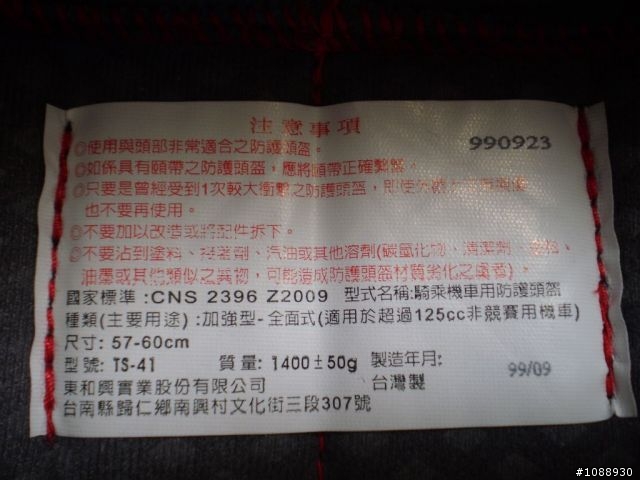 注意事項
990923
◎使用與頭部非常適合之防護頭盔。
◎如係具有頤帶之防護頭盔,應將頤帶正確繫緊。
◎只要是曾經受到1次較大衝擊之防護頭盔,即使外觀
也不要再使用。
◎不要加以改造或將配件拆下。
◎不要沾到塗料、接著劑、汽油或其他溶劑(碳氫化物、清潔劑、
油墨或其他類似之異物,可能造成防護頭盔材質劣化之虞者)。
國家標準:CNS 2396 Z2009 型式名稱:騎乘機車用防護頭盔
種類(主要用途):加強型-全面式(適用於超過125cc非競賽用機車)
尺寸: 57-60cm
型號: TS-41 質量: 1400±50g 製造年月: 99/09
東和興實業股份有限公司 台灣製
台南縣歸仁鄉南興村文化街三段307號
#1088930